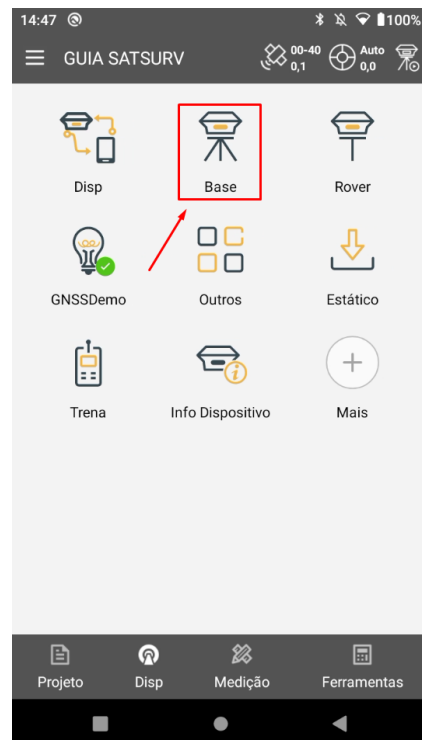 14:47 100%
GUIA SATSURV 00-40 Auto
0,1 0,0
Disp Base Rover
GNSSDemo Outros Estático
Trena Info Dispositivo Mais
Projeto Disp Medição Ferramentas